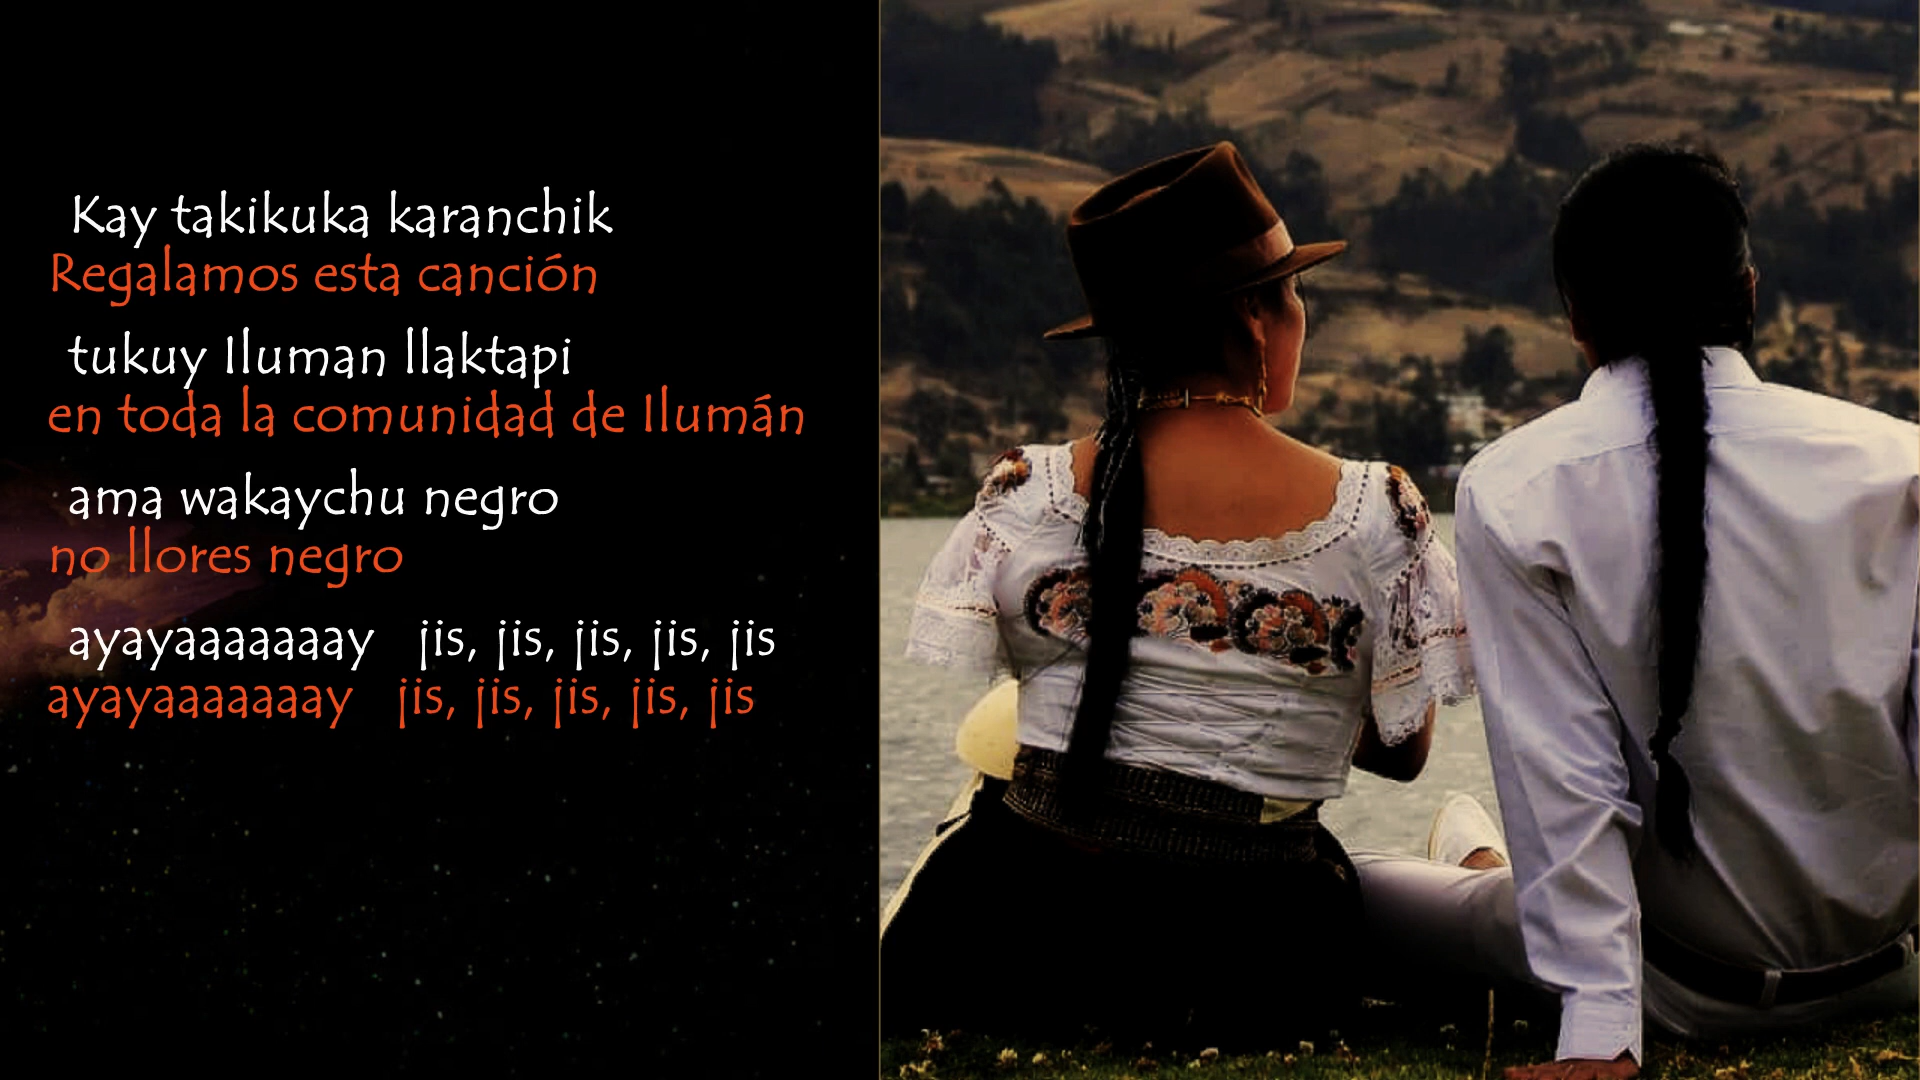 Kay takikuka karanchik
Regalamos esta canción
tukuy Iluman llaktapi
en toda la comunidad de Ilumán
ama wakaychu negro
no llores negro
ayayaaaaaaay jis, jis, jis, jis, jis
ayayaaaaaaay jis, jis, jis, jis, jis